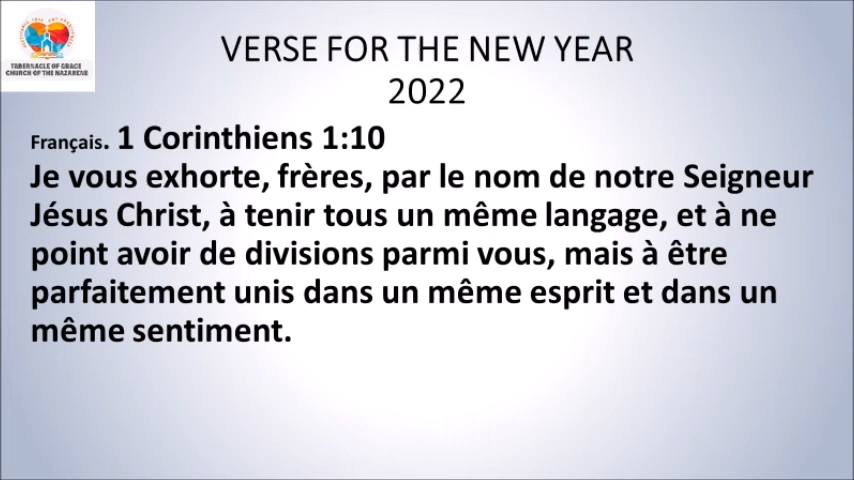 TABERNACLE OF GRACE
CHURCH OF THE NAZARENE
VERSE FOR THE NEW YEAR
2022
Français. 1 Corinthiens 1:10
Je vous exhorte, frères, par le nom de notre Seigneur
Jésus Christ, à tenir tous un même langage, et à ne
point avoir de divisions parmi vous, mais à être
parfaitement unis dans un même esprit et dans un
même sentiment.